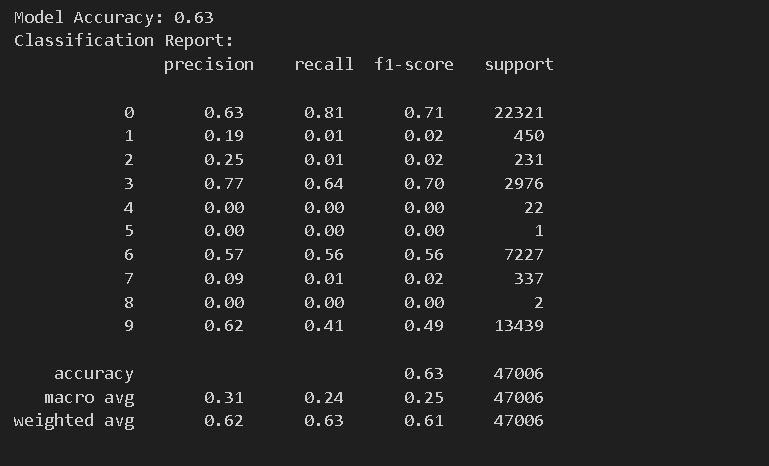 Model Accuracy: 0.63
Classification Report:
precision recall f1-score support
0 0.63 0.81 0.71 22321
1 0.19 0.01 0.02 450
2 0.25 0.01 0.02 231
3 0.77 0.64 0.70 2976
4 0.00 0.00 0.00 22
5 0.00 0.00 0.00 1
6 0.57 0.56 0.56 7227
7 0.09 0.01 0.02 337
8 0.00 0.00 0.00 2
9 0.62 0.41 0.49 13439
accuracy 0.63 47006
macro avg 0.31 0.24 0.25 47006
weighted avg 0.62 0.63 0.61 47006